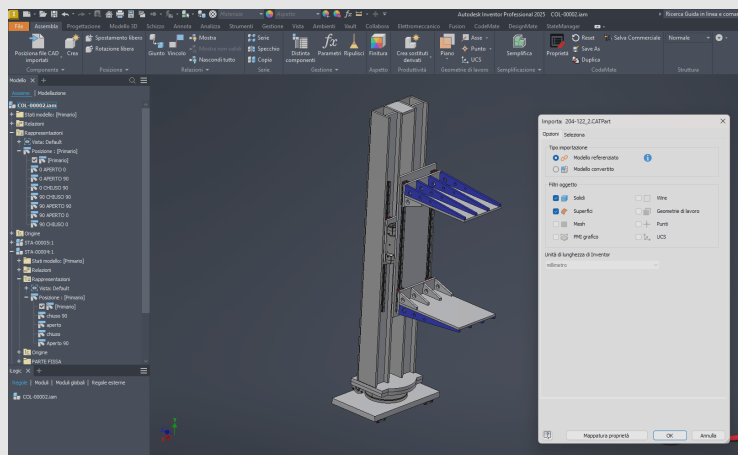 Autodesk Inventor Professional 2025 COL-00002.iam
Ricerca Guida in linea e comandi
File Assembla Progettazione Modello 3D Schizzo Annota Analizza Strumenti Gestione Vista Ambienti Vault Collabora Elettromeccanico Fusion CodeMate DesignMate StateManager
Posiziona file CAD importati
Crea
Spostamento libero
Rotazione libera
Giunto
Vincolo
Mostra
Nascondi tutto
Serie
Specchio
Copia
Distinta componenti
Parametri
Ripulisci
Finitura
Crea sostituti derivati
Piano
Asse
Punto
UCS
Semplifica
Proprietà
Reset
Salva Commerciale
Save As
Duplica
Normale
Componente
Posizione
Relazioni
Serie
Gestione
Aspetto
Produttività
Geometrie di lavoro
Semplificazione
CodeMate
Struttura
Modello
Assieme | Modellazione
COL-00002.iam
Stati modello: [Primario]
Relazioni
Rappresentazioni
Vista: Default
Posizione : [Primario]
[Primario]
0 APERTO 0
0 APERTO 90
0 CHIUSO 90
90 CHIUSO 90
90 APERTO 90
90 APERTO 0
90 CHIUSO 0
Origine
STA-00035:1
STA-00034:1
Stati modello: [Primario]
Relazioni
Rappresentazioni
Vista: Default
Posizione : [Primario]
[Primario]
chiuso 90
aperto
chiuso
Aperto 90
Origine
PARTE FISSA
iLogic
Regole | Moduli | Moduli globali | Regole esterne
COL-00002.iam
Importa: 204-122_2.CATPart
Opzioni Seleziona
Tipo importazione
Modello referenziato
Modello convertito
Filtri oggetto
Solidi
Wire
Superfici
Geometrie di lavoro
Mesh
Punti
PMI grafico
UCS
Unità di lunghezza di Inventor
millimetro
Mappatura proprietà
OK
Annulla